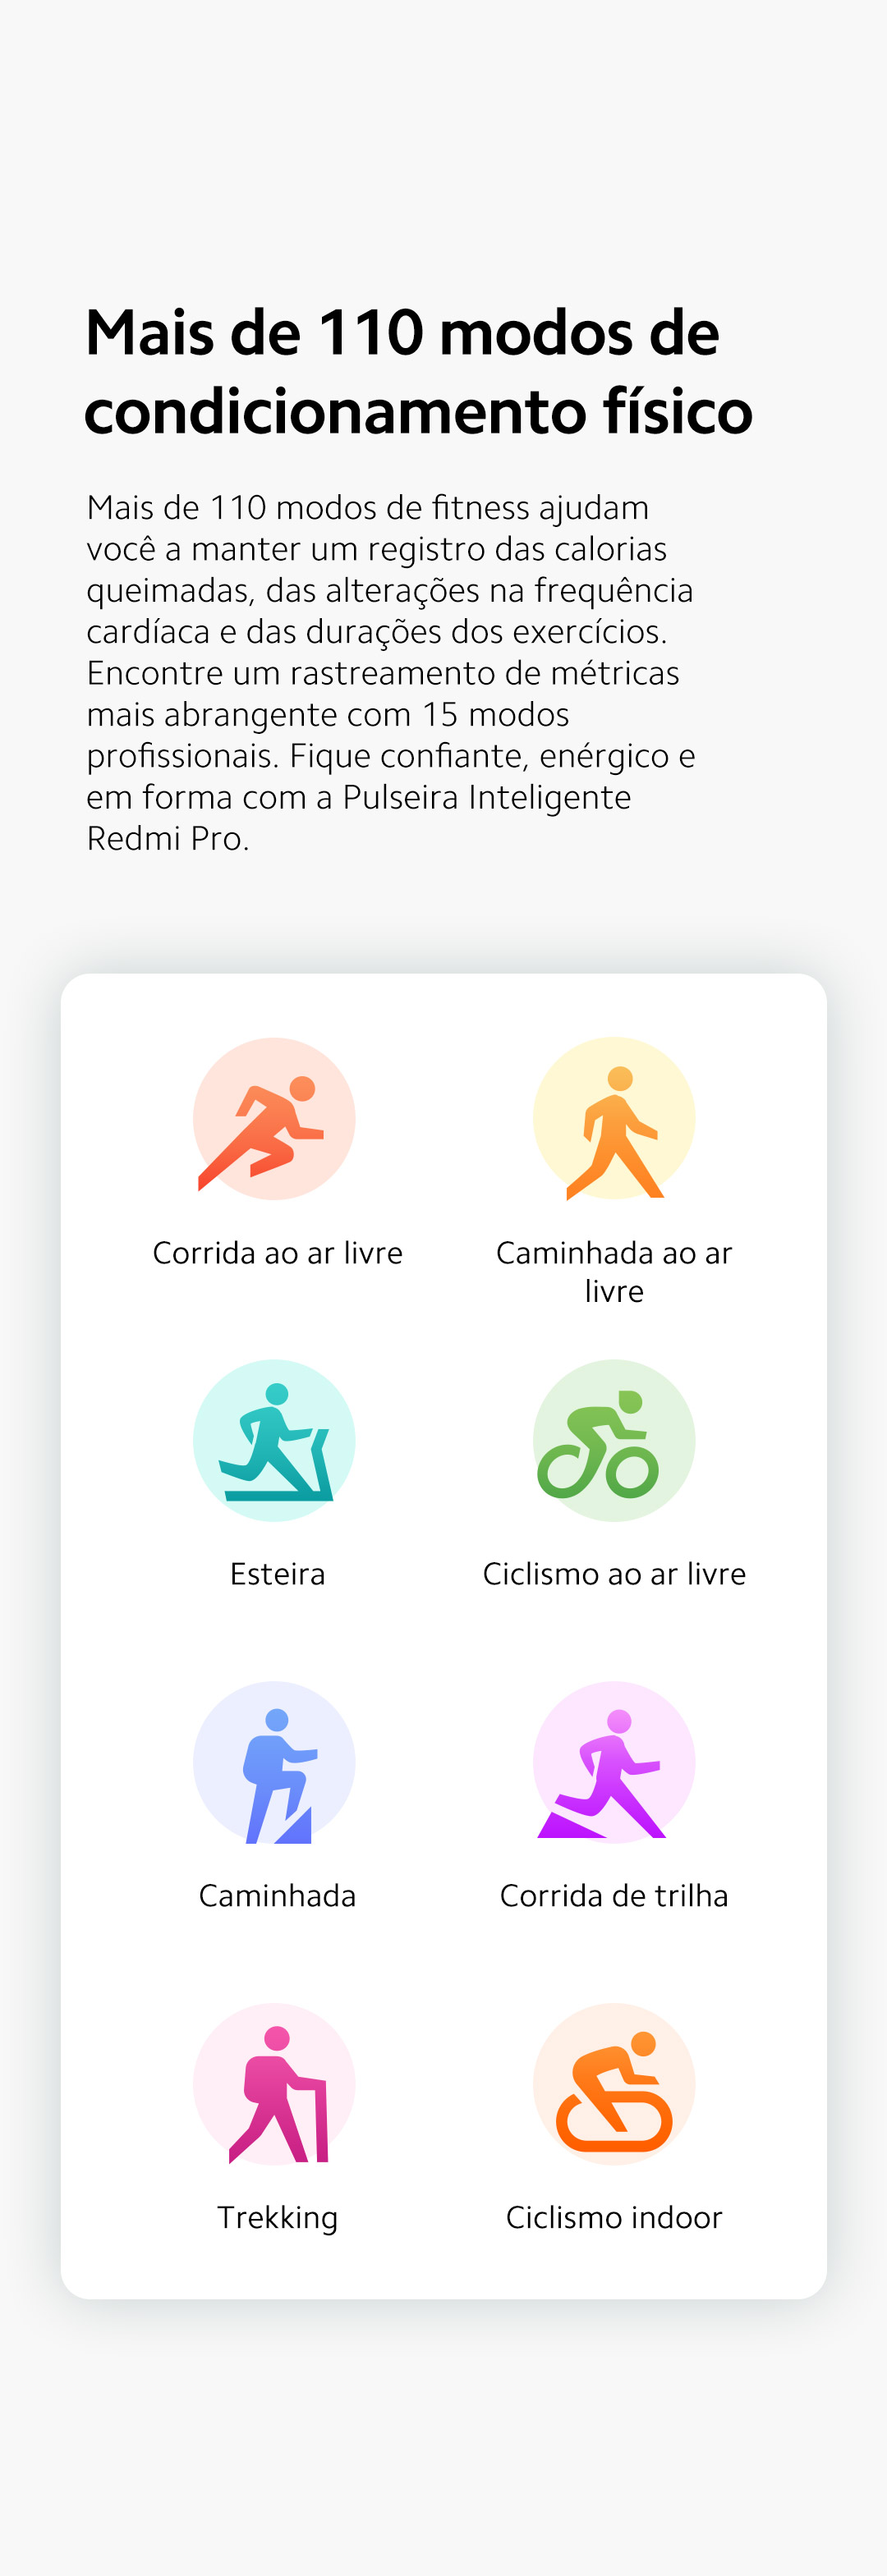 Mais de 110 modos de
condicionamento físico
Mais de 110 modos de fitness ajudam
você a manter um registro das calorias
queimadas, das alterações na frequência
cardíaca e das durações dos exercícios.
Encontre um rastreamento de métricas
mais abrangente com 15 modos
profissionais. Fique confiante, enérgico e
em forma com a Pulseira Inteligente
Redmi Pro.
Corrida ao ar livre
Caminhada ao ar
livre
Esteira
Ciclismo ao ar livre
Caminhada
Corrida de trilha
Trekking
Ciclismo indoor